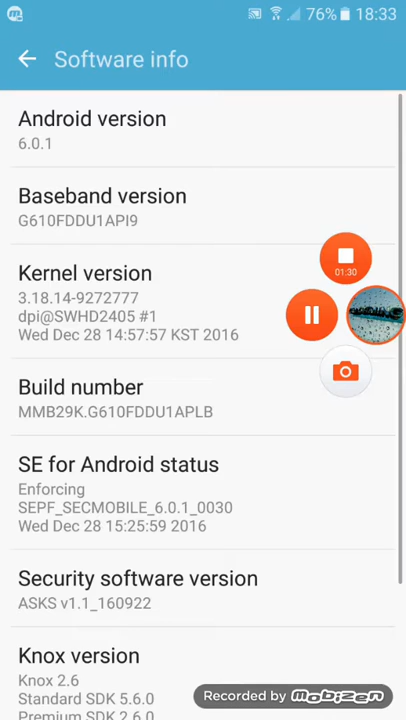 76% 18:33
Software info
Android version
6.0.1
Baseband version
G610FDDU1API9
Kernel version
3.18.14-9272777
dpi@SWHD2405 #1
Wed Dec 28 14:57:57 KST 2016
01:30
Build number
MMB29K.G610FDDU1APLB
SE for Android status
Enforcing
SEPF_SECMOBILE_6.0.1_0030
Wed Dec 28 15:25:59 2016
Security software version
ASKS v1.1_160922
Knox version
Knox 2.6
Standard SDK 5.6.0
Premium SDK 2.6.0
Recorded by mobizen